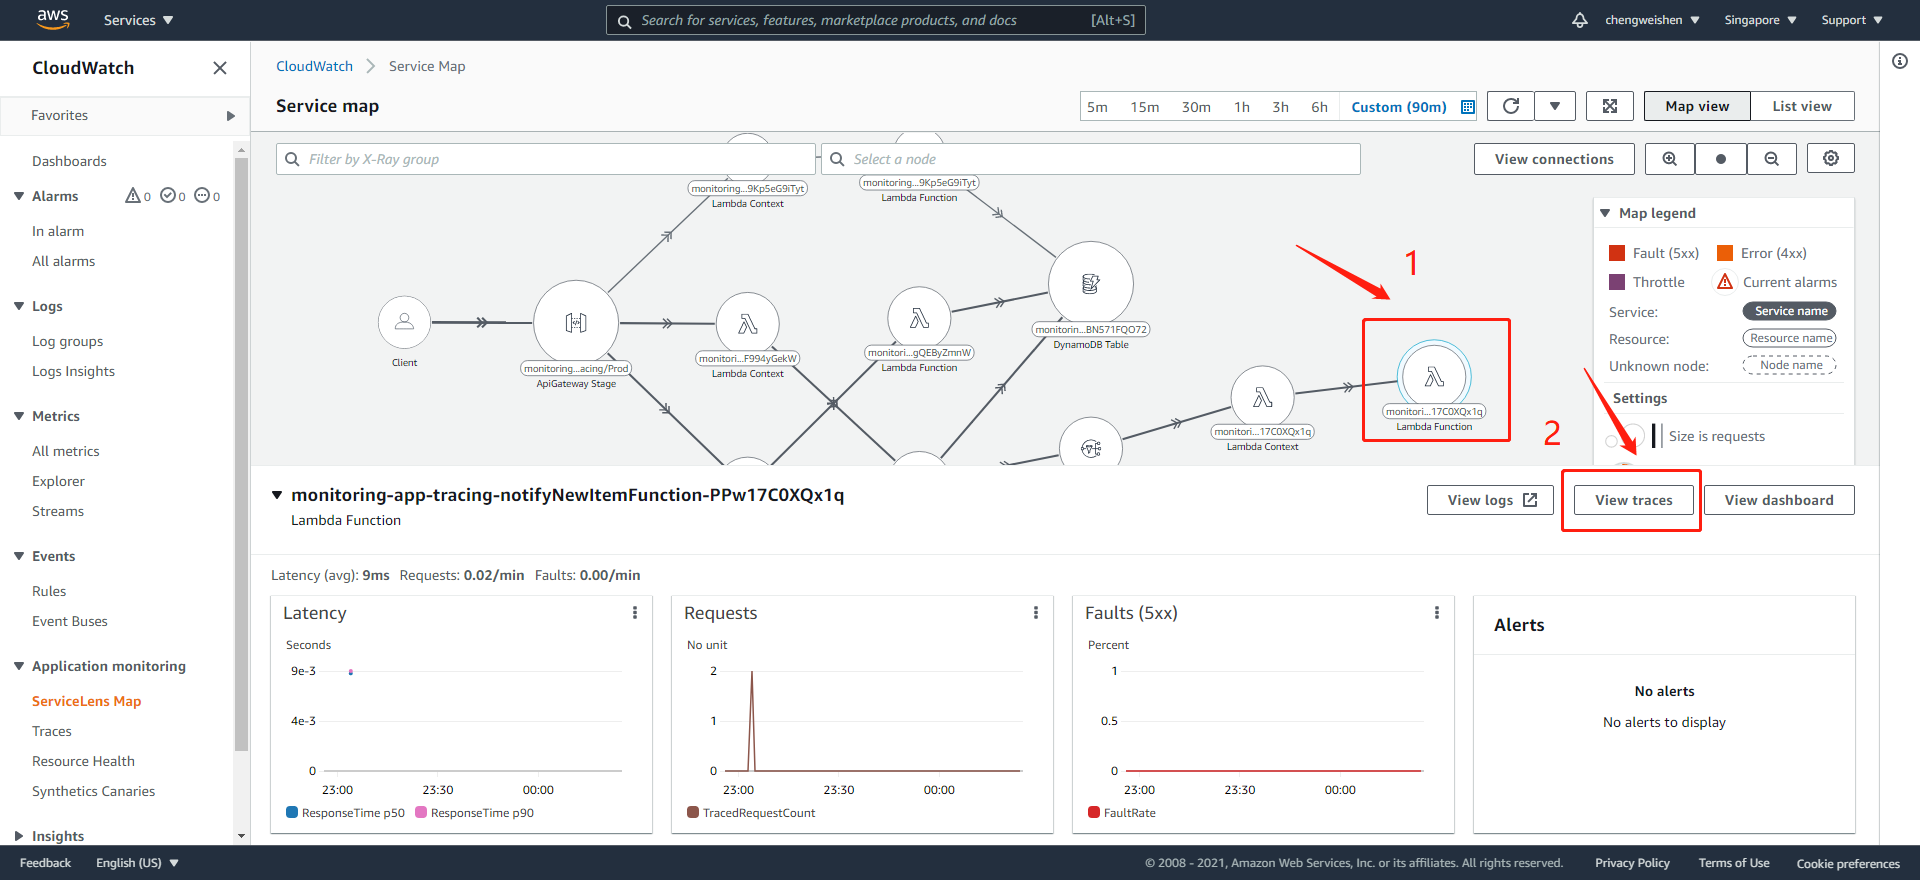 aws
Services
Search for services, features, marketplace products, and docs
[Alt+S]
chengweishen
Singapore
Support
CloudWatch
Favorites
Dashboards
Alarms
0
0
0
In alarm
All alarms
Logs
Log groups
Logs Insights
Metrics
All metrics
Explorer
Streams
Events
Rules
Event Buses
Application monitoring
ServiceLens Map
Traces
Resource Health
Synthetics Canaries
Insights
CloudWatch
Service Map
Service map
5m
15m
30m
1h
3h
6h
Custom (90m)
Map view
List view
Filter by X-Ray group
Select a node
View connections
monitoring...9Kp5eG9iTyt
Lambda Context
monitoring...9Kp5eG9iTyt
Lambda Function
Client
monitoring...acing/Prod
ApiGateway Stage
monitori...F994yGekW
Lambda Context
monitori...gQEByZmnW
Lambda Function
monitorin...BN571FQO72
DynamoDB Table
monitori...17C0XQx1q
Lambda Context
monitori...17C0XQx1q
Lambda Function
1
2
Map legend
Fault (5xx)
Error (4xx)
Throttle
Current alarms
Service:
Service name
Resource:
Resource name
Unknown node:
Node name
Settings
Size is requests
monitoring-app-tracing-notifyNewItemFunction-PPw17C0XQx1q
Lambda Function
View logs
View traces
View dashboard
Latency (avg): 9ms Requests: 0.02/min Faults: 0.00/min
Latency
Seconds
9e-3
4e-3
0
23:00
23:30
00:00
ResponseTime p50
ResponseTime p90
Requests
No unit
2
1
0
23:00
23:30
00:00
TracedRequestCount
Faults (5xx)
Percent
1
0.5
0
23:00
23:30
00:00
FaultRate
Alerts
No alerts
No alerts to display
Feedback
English (US)
© 2008 - 2021, Amazon Web Services, Inc. or its affiliates. All rights reserved.
Privacy Policy
Terms of Use
Cookie preferences